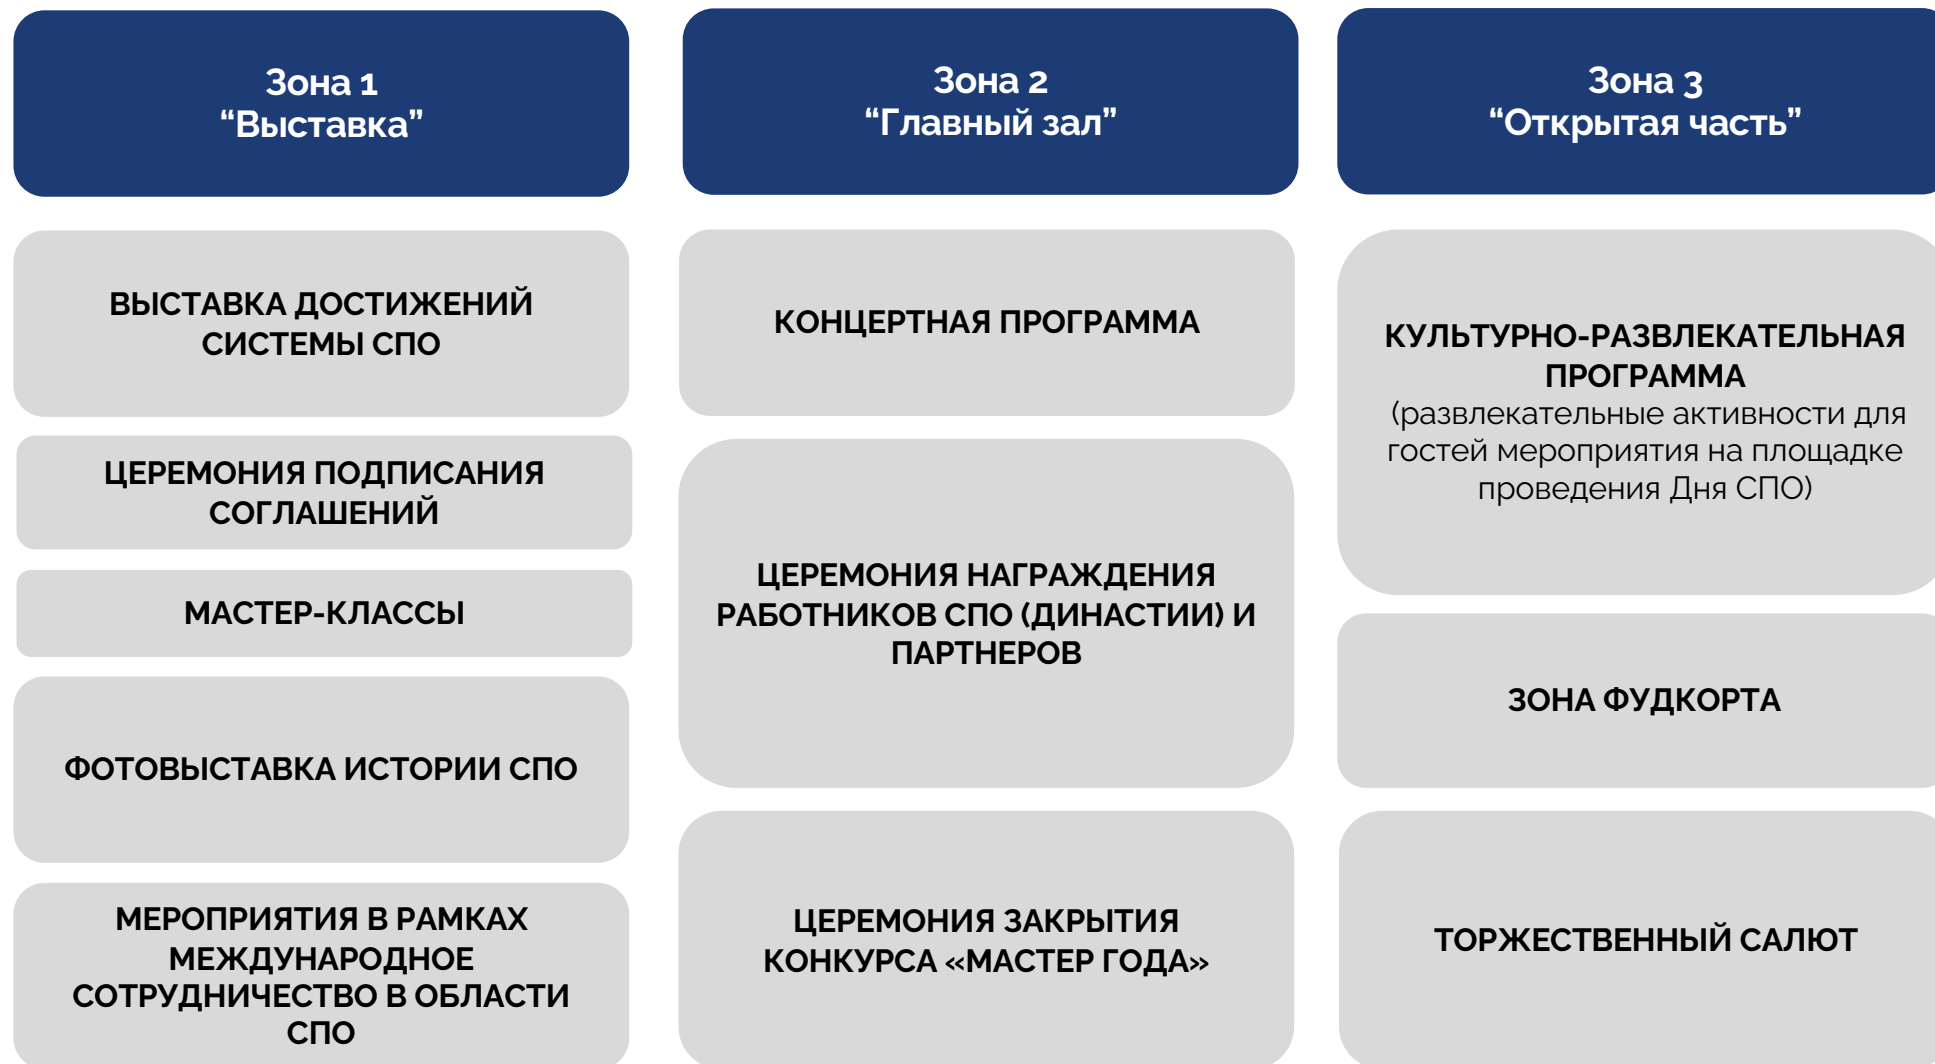 Зона 1
“Выставка”
ВЫСТАВКА ДОСТИЖЕНИЙ
СИСТЕМЫ СПО
ЦЕРЕМОНИЯ ПОДПИСАНИЯ
СОГЛАШЕНИЙ
МАСТЕР-КЛАССЫ
ФОТОВЫСТАВКА ИСТОРИИ СПО
МЕРОПРИЯТИЯ В РАМКАХ
МЕЖДУНАРОДНОЕ
СОТРУДНИЧЕСТВО В ОБЛАСТИ
СПО
Зона 2
“Главный зал”
КОНЦЕРТНАЯ ПРОГРАММА
ЦЕРЕМОНИЯ НАГРАЖДЕНИЯ
РАБОТНИКОВ СПО (ДИНАСТИИ) И
ПАРТНЕРОВ
ЦЕРЕМОНИЯ ЗАКРЫТИЯ
КОНКУРСА «МАСТЕР ГОДА»
Зона 3
“Открытая часть”
КУЛЬТУРНО-РАЗВЛЕКАТЕЛЬНАЯ
ПРОГРАММА
(развлекательные активности для
гостей мероприятия на площадке
проведения Дня СПО)
ЗОНА ФУДКОРТА
ТОРЖЕСТВЕННЫЙ САЛЮТ